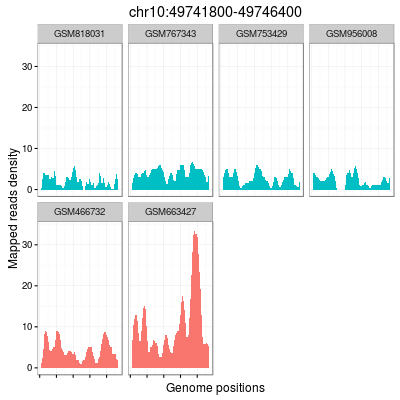 chr10:49741800-49746400
GSM818031 GSM767343 GSM753429 GSM956008
30
20
10
0
GSM466732 GSM663427
30
20
10
0
Mapped reads density
Genome positions